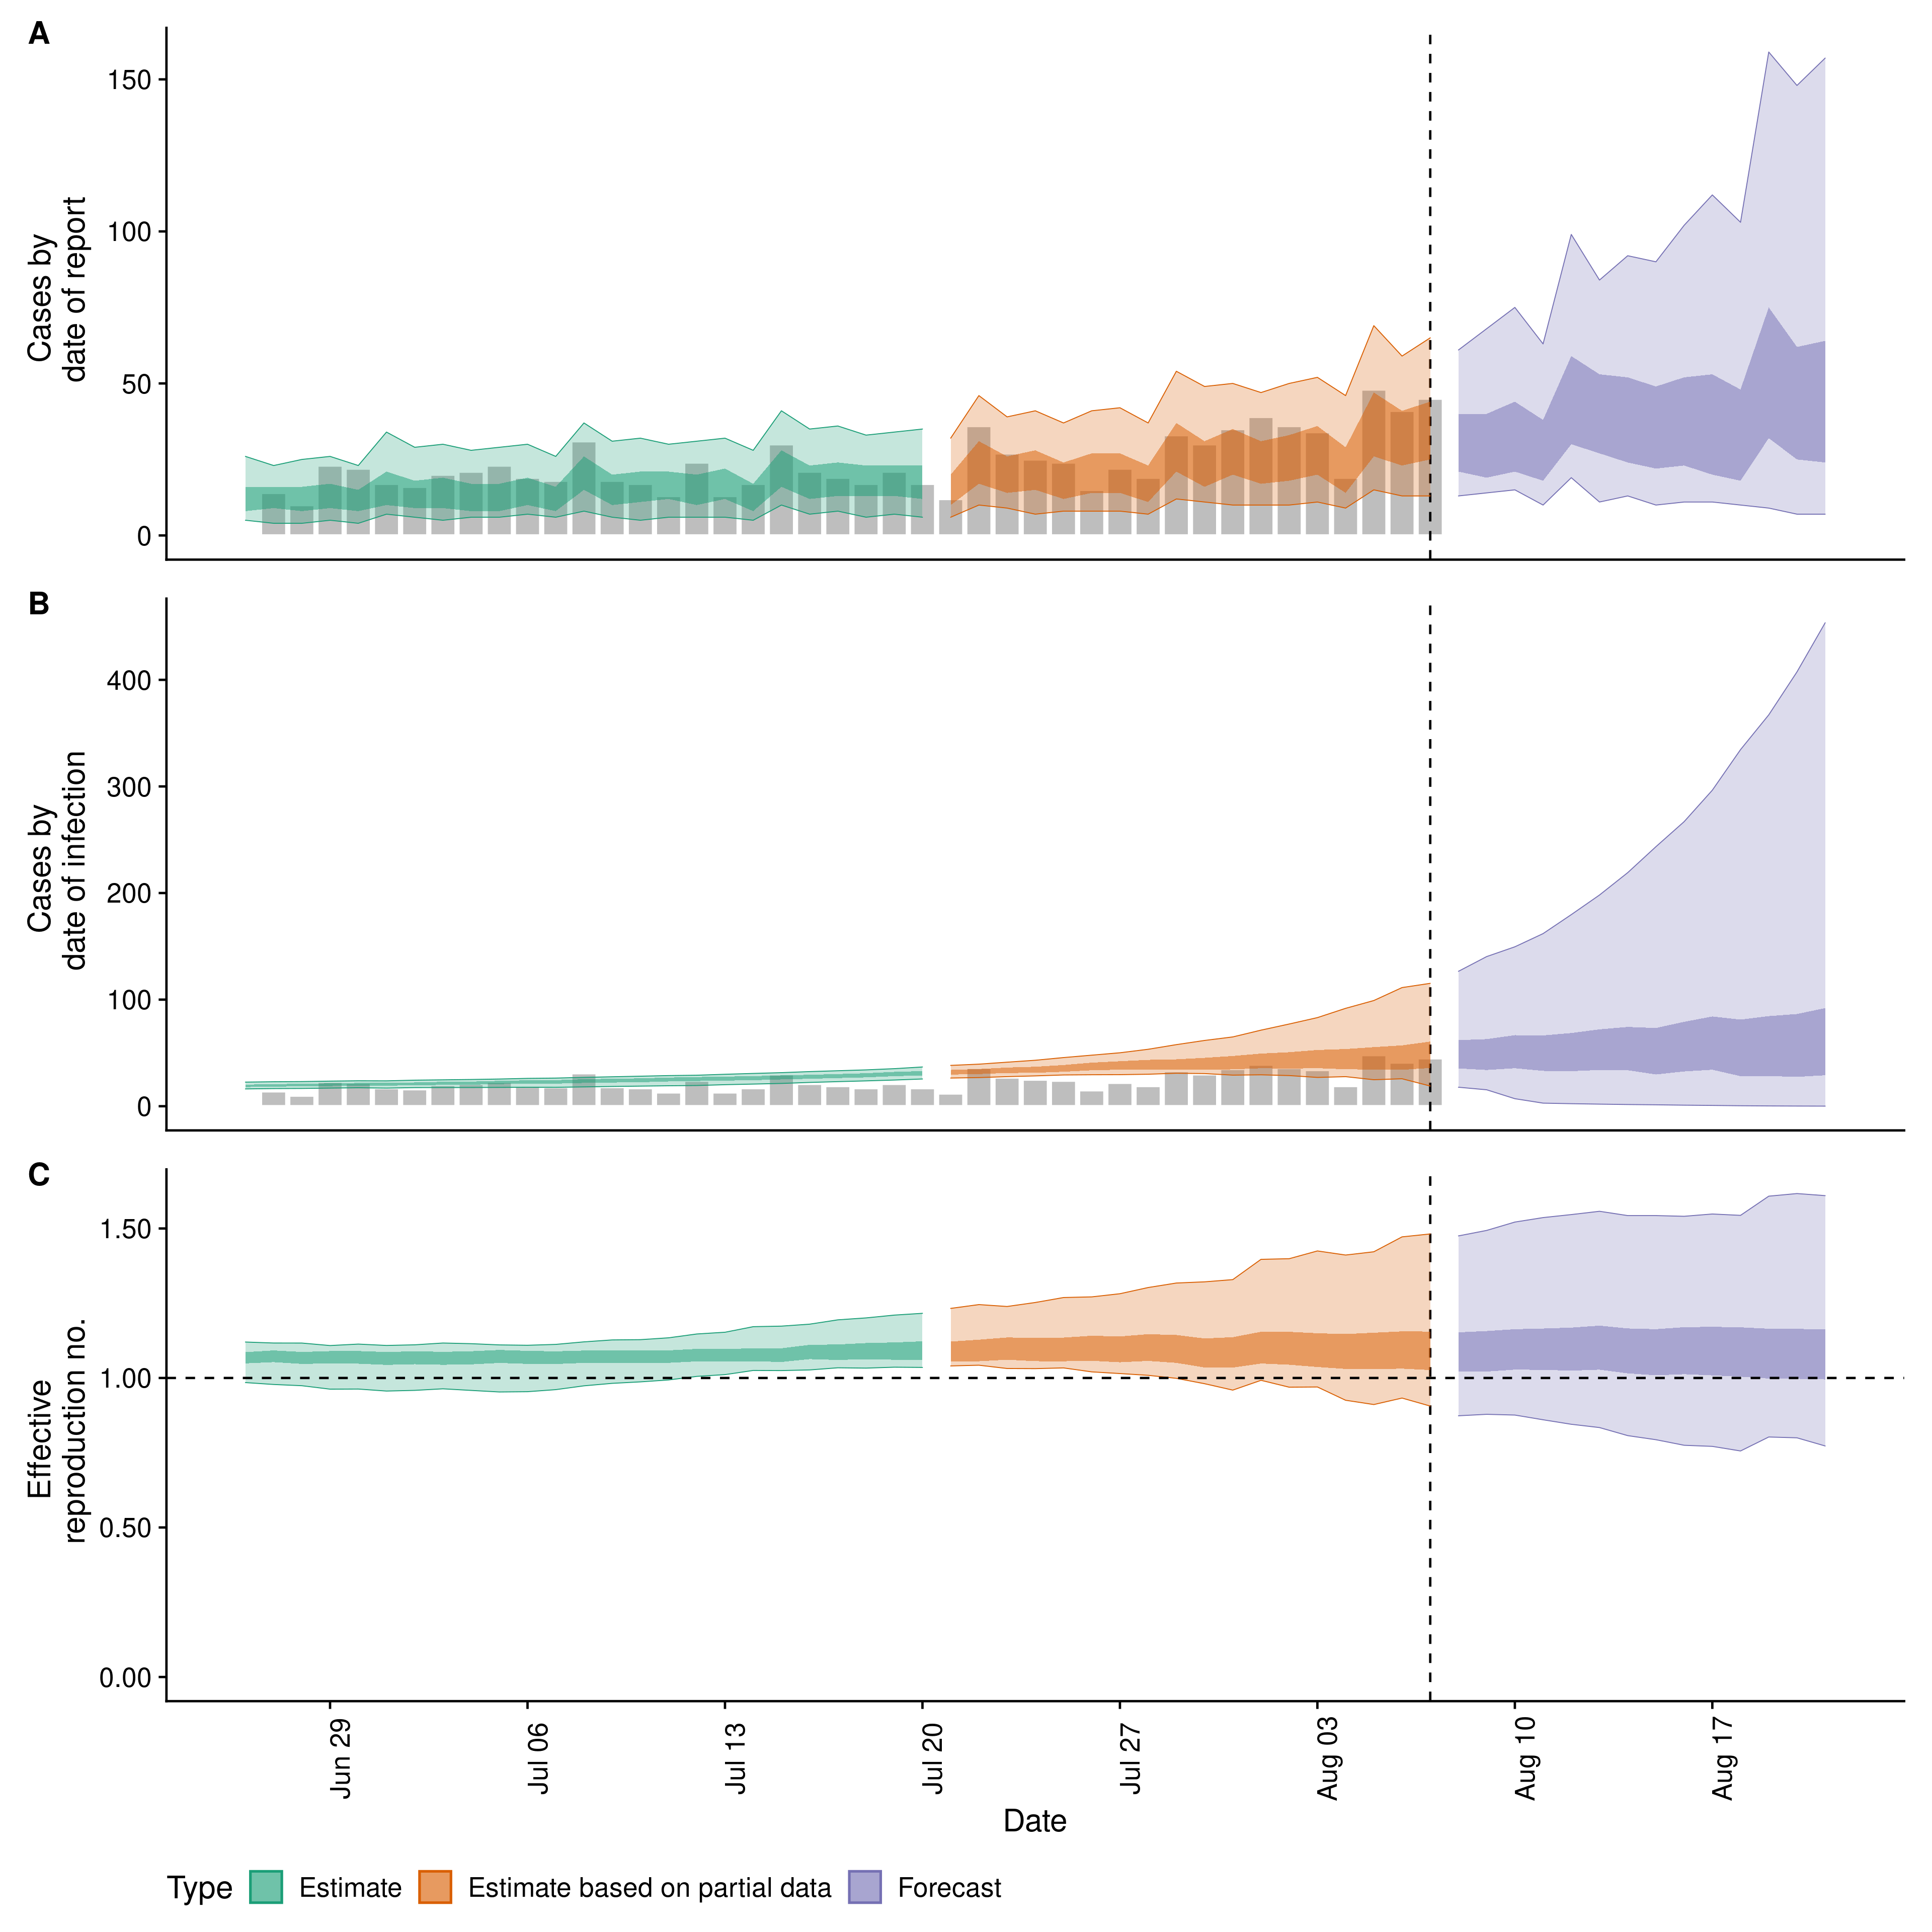 A
Cases by
date of report
150
100
50
0
B
Cases by
date of infection
400
300
200
100
0
C
Effective
reproduction no.
1.50
1.00
0.50
0.00
Jun 29
Jul 06
Jul 13
Jul 20
Jul 27
Aug 03
Aug 10
Aug 17
Date
Type Estimate Estimate based on partial data Forecast